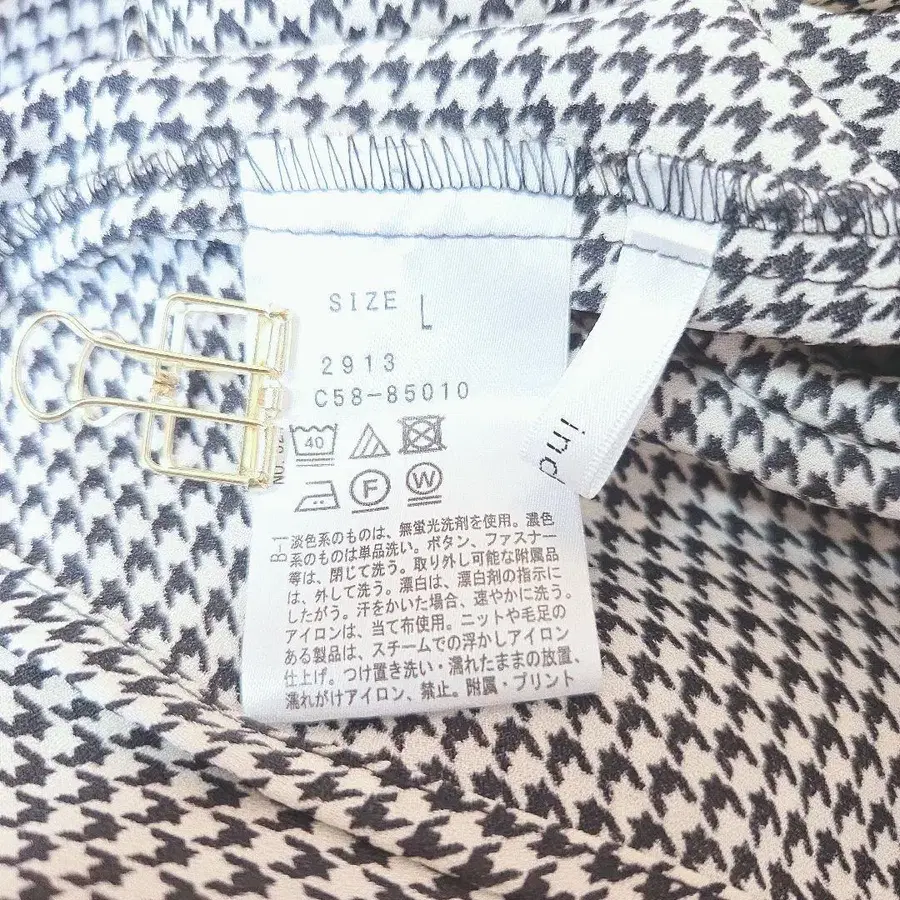 SIZE L
2913
C58-85010
40
F
W
B-1
淡色系のものは、無蛍光洗剤を使用。濃色
系のものは単品洗い。ボタン、ファスナー
等は、閉じて洗う。取り外し可能な附属品
は、外して洗う。漂白は、漂白剤の指示に
したがう。汗をかいた場合、速やかに洗う。
アイロンは、当て布使用。ニットや毛足の
ある製品は、スチームでの浮かしアイロン
仕上げ。つけ置き洗い・濡れたままの放置、
濡れがけアイロン、禁止。附属・プリント
ind